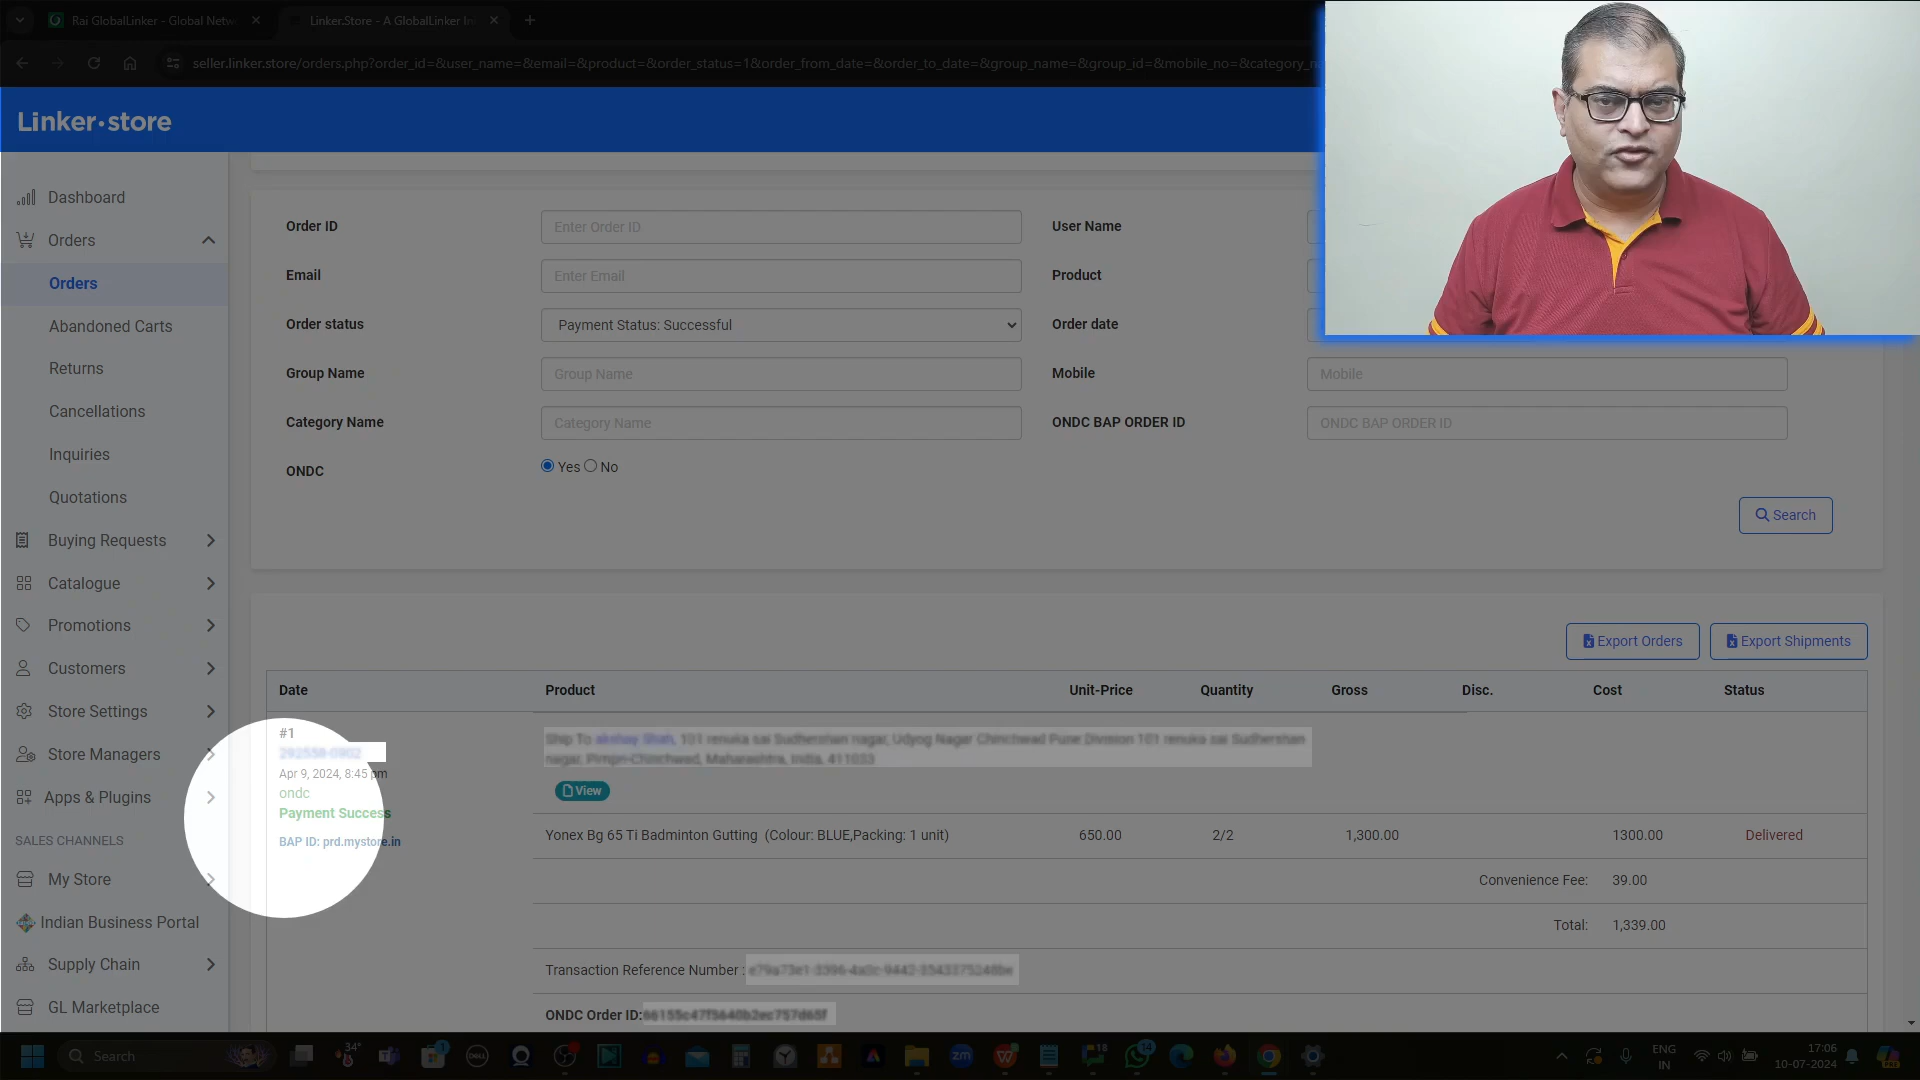 Rai GlobalLinker - Global Netw
Linker.Store - A GlobalLinker In
seller.linker.store/orders.php?order_id=&user_name=&email=&product=&order_status=1&order_from_date=&order_to_date=&group_name=&group_id=&mobile_no=&category_n
Linker·store
Dashboard
Orders
Orders
Abandoned Carts
Returns
Cancellations
Inquiries
Quotations
Buying Requests
Catalogue
Promotions
Customers
Store Settings
Store Managers
Apps & Plugins
SALES CHANNELS
My Store
Indian Business Portal
Supply Chain
GL Marketplace
Order ID Enter Order ID User Name
Email Enter Email Product
Order status Payment Status: Successful Order date
Group Name Group Name Mobile Mobile
Category Name Category Name ONDC BAP ORDER ID ONDC BAP ORDER ID
ONDC Yes No
Search
Export Orders Export Shipments
Date Product Unit-Price Quantity Gross Disc. Cost Status
#1
Apr 9, 2024, 8:45 pm
ondc
Payment Success
BAP ID: prd.mystore.in
Ship To
View
Yonex Bg 65 Ti Badminton Gutting (Colour: BLUE,Packing: 1 unit) 650.00 2/2 1,300.00 1300.00 Delivered
Convenience Fee: 39.00
Total: 1,339.00
Transaction Reference Number :
ONDC Order ID:
Search
34°
DELL
zm
18
14
ENG
IN
17:06
10-07-2024